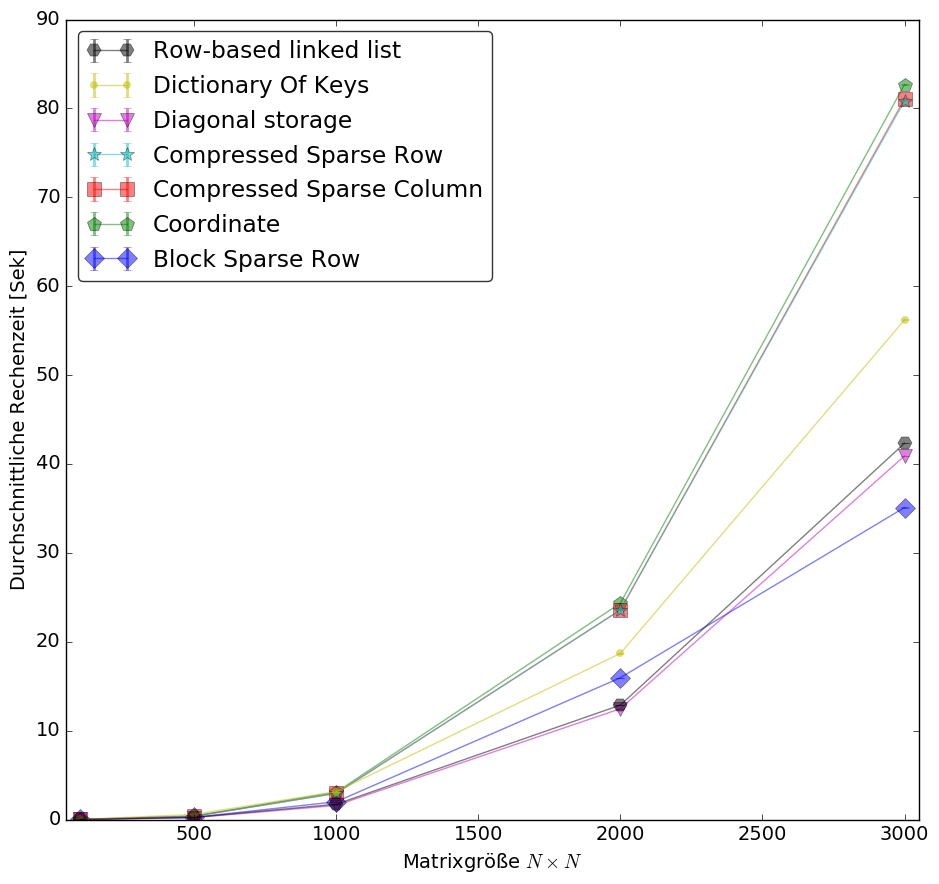 90
80
70
60
50
40
30
20
10
0
Durchschnittliche Rechenzeit [Sek]
Row-based linked list
Dictionary Of Keys
Diagonal storage
Compressed Sparse Row
Compressed Sparse Column
Coordinate
Block Sparse Row
500 1000 1500 2000 2500 3000
Matrixgröße N × N